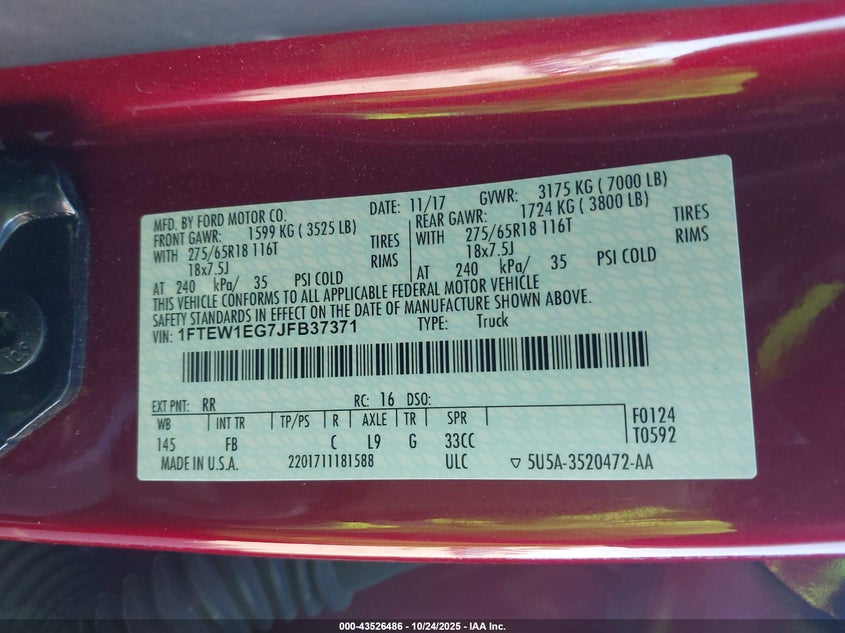 MFD. BY FORD MOTOR CO. DATE: 11/17 GVWR: 3175 KG ( 7000 LB)
FRONT GAWR: 1599 KG ( 3525 LB) REAR GAWR: 1724 KG ( 3800 LB)
WITH 275/65R18 116T TIRES WITH 275/65R18 116T TIRES
18x7.5J RIMS 18x7.5J RIMS
AT 240 kPa/ 35 PSI COLD AT 240 kPa/ 35 PSI COLD
THIS VEHICLE CONFORMS TO ALL APPLICABLE FEDERAL MOTOR VEHICLE
SAFETY STANDARDS IN EFFECT ON THE DATE OF MANUFACTURE SHOWN ABOVE.
VIN: 1FTEW1EG7JFB37371 TYPE: Truck
EXT PNT: RR RC: 16 DSO:
WB INT TR TP/PS R AXLE TR SPR F0124
145 FB C L9 G 33CC T0592
MADE IN U.S.A. 2201711181588 ULC ▽ 5U5A-3520472-AA
000-43526486 - 10/24/2025 - IAA Inc.